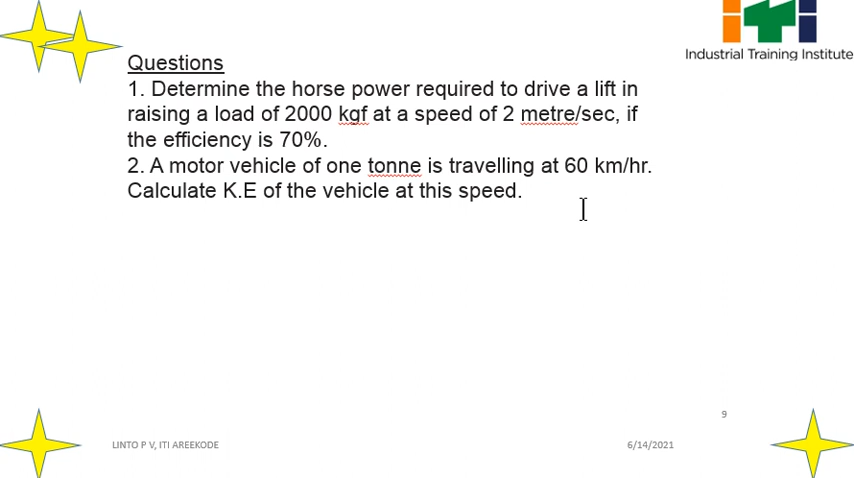 Industrial Training Institute
Questions
1. Determine the horse power required to drive a lift in
raising a load of 2000 kgf at a speed of 2 metre/sec, if
the efficiency is 70%.
2. A motor vehicle of one tonne is travelling at 60 km/hr.
Calculate K.E of the vehicle at this speed.
9
LINTO P V, ITI AREEKODE
6/14/2021